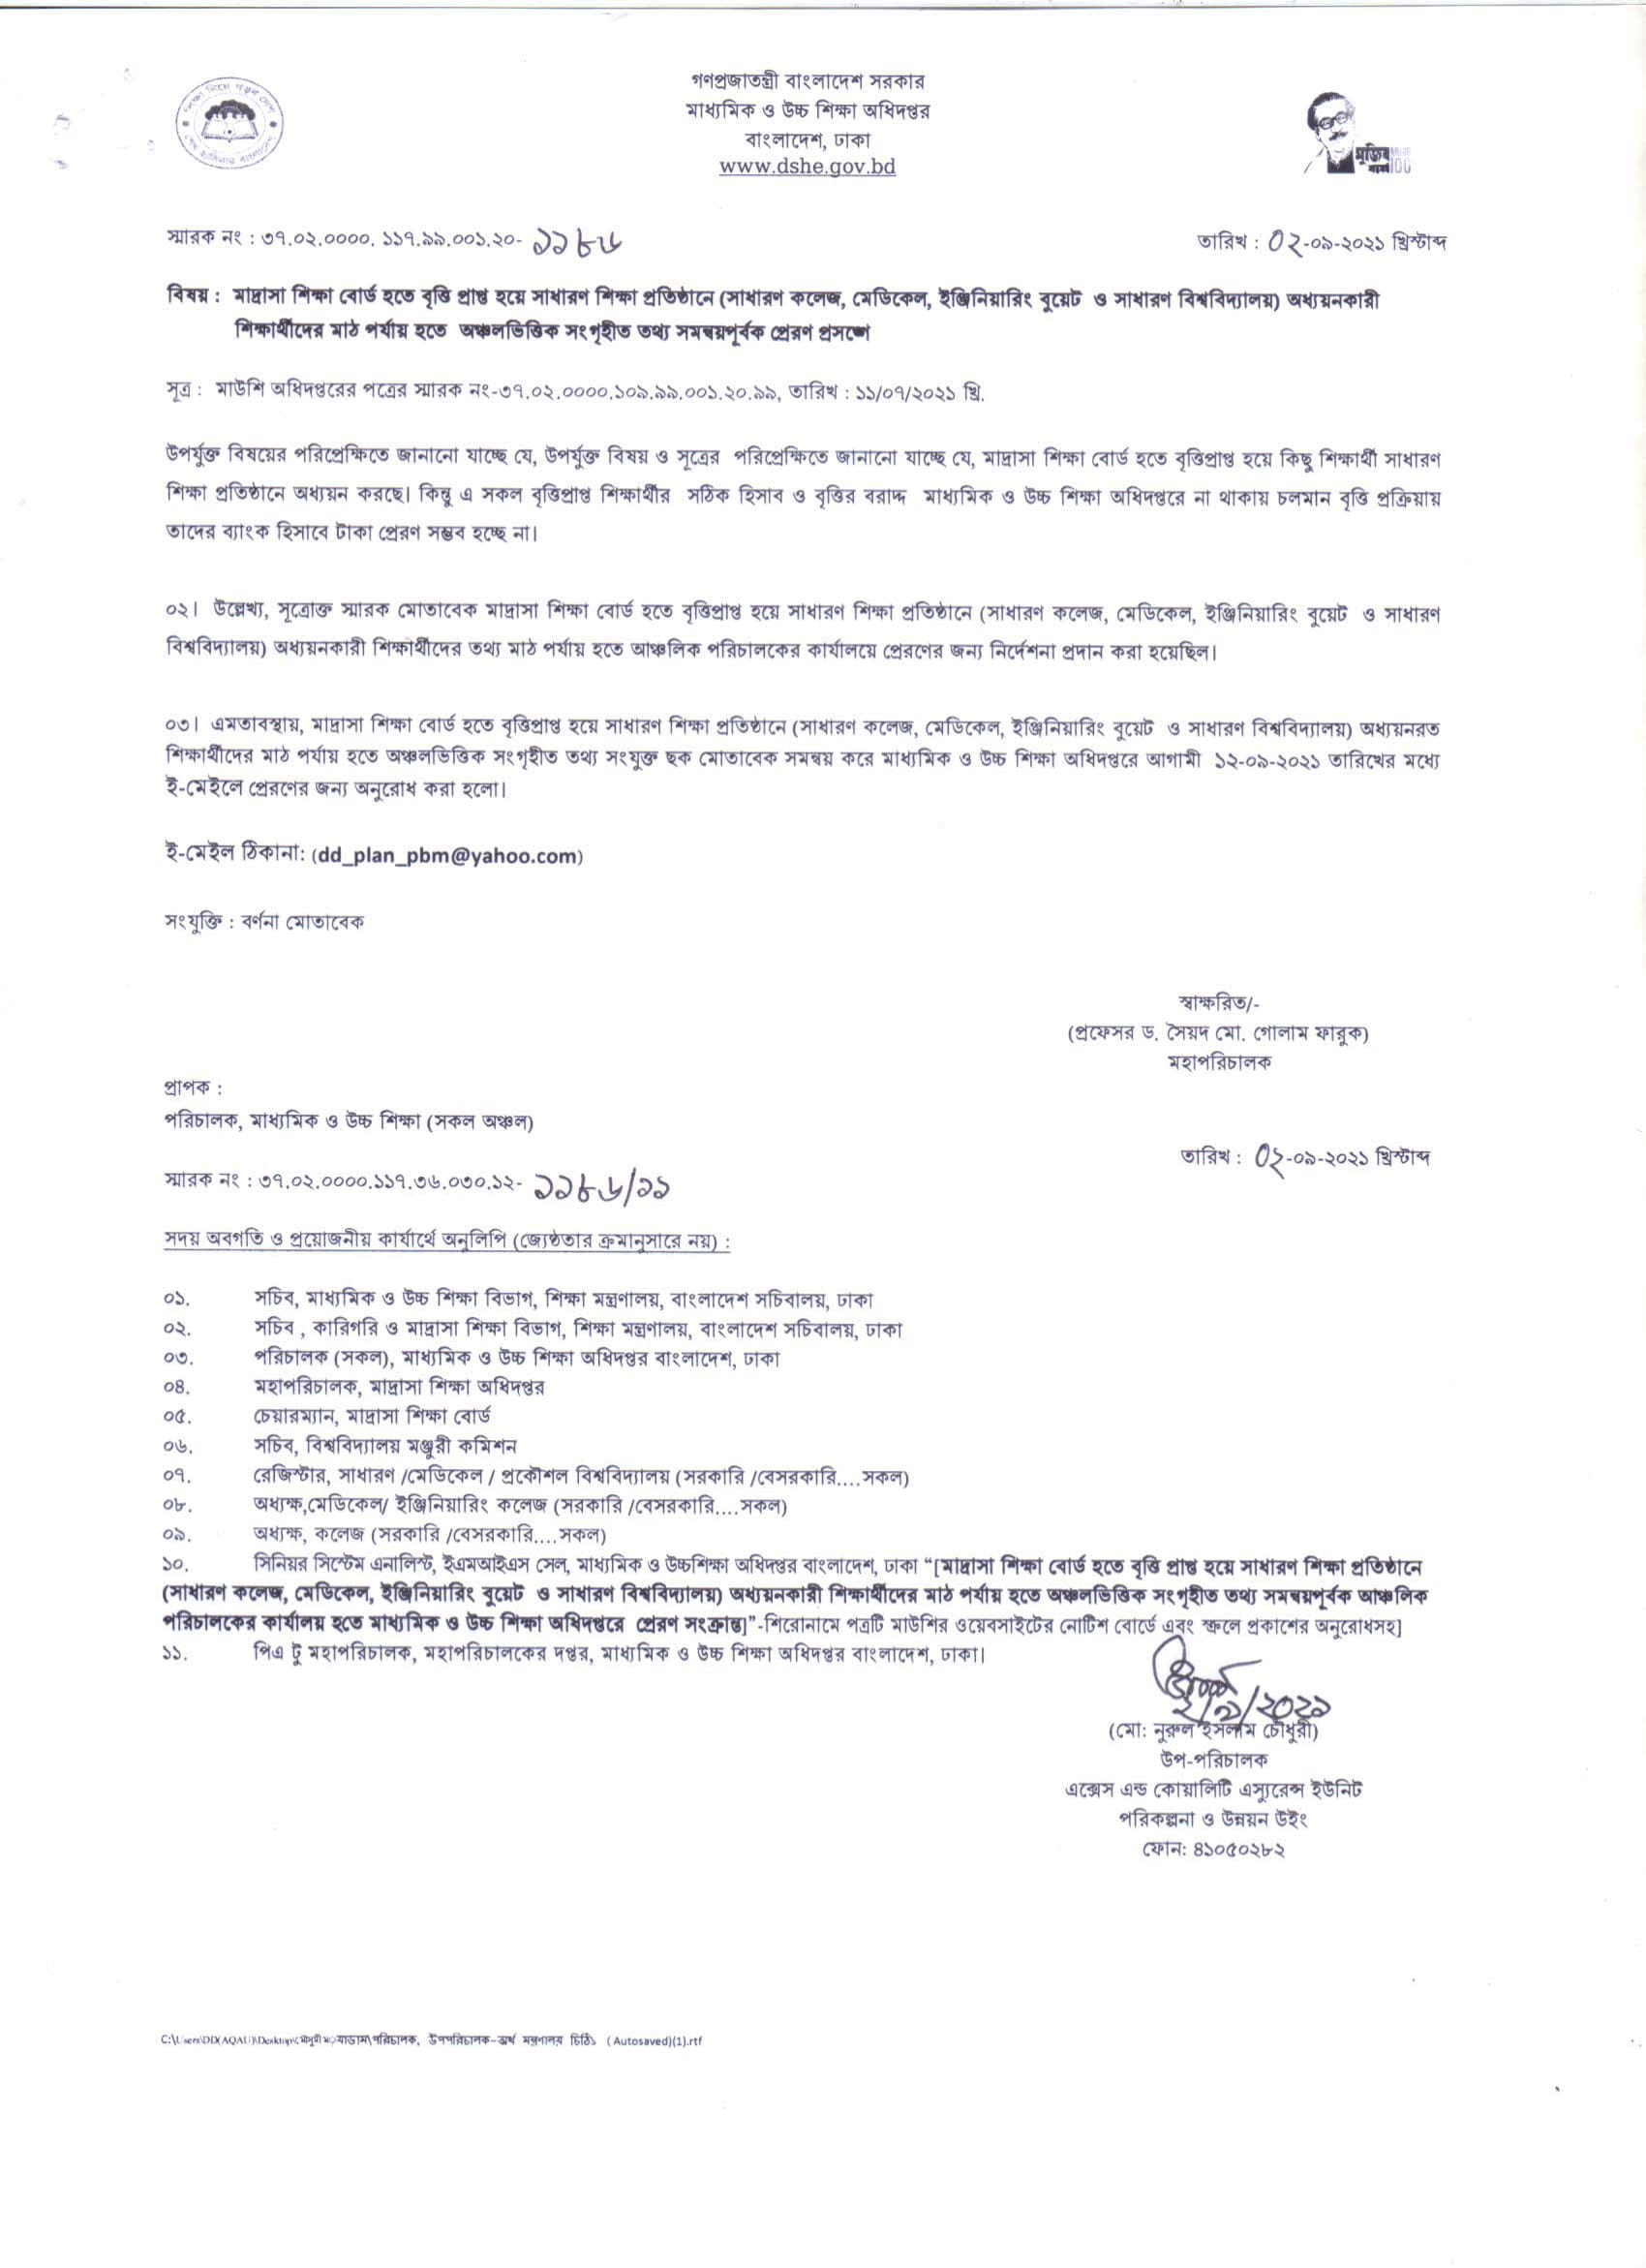 গণপ্রজাতন্ত্রী বাংলাদেশ সরকার
মাধ্যমিক ও উচ্চ শিক্ষা অধিদপ্তর
বাংলাদেশ, ঢাকা
www.dshe.gov.bd
মুজিব
100
স্মারক নং : ৩৭.০২.০০০০. ১১৭.৯৯.০০১.২০- ১১৮৬
তারিখ : ০২-০৯-২০২১ খ্রিস্টাব্দ
বিষয় : মাদ্রাসা শিক্ষা বোর্ড হতে বৃত্তি প্রাপ্ত হয়ে সাধারণ শিক্ষা প্রতিষ্ঠানে (সাধারণ কলেজ, মেডিকেল, ইঞ্জিনিয়ারিং বুয়েট ও সাধারণ বিশ্ববিদ্যালয়) অধ্যয়নকারী
শিক্ষার্থীদের মাঠ পর্যায় হতে অঞ্চলভিত্তিক সংগৃহীত তথ্য সমন্বয়পূর্বক প্রেরণ প্রসঙ্গে
সূত্র : মাউশি অধিদপ্তরের পত্রের স্মারক নং-৩৭.০২.০০০০.১০৯.৯৯.০০১.২০.৯৯, তারিখ : ১১/০৭/২০২১ খ্রি.
উপর্যুক্ত বিষয়ের পরিপ্রেক্ষিতে জানানো যাচ্ছে যে, উপর্যুক্ত বিষয় ও সূত্রের পরিপ্রেক্ষিতে জানানো যাচ্ছে যে, মাদ্রাসা শিক্ষা বোর্ড হতে বৃত্তিপ্রাপ্ত হয়ে কিছু শিক্ষার্থী সাধারণ
শিক্ষা প্রতিষ্ঠানে অধ্যয়ন করছে। কিন্তু এ সকল বৃত্তিপ্রাপ্ত শিক্ষার্থীর সঠিক হিসাব ও বৃত্তির বরাদ্দ মাধ্যমিক ও উচ্চ শিক্ষা অধিদপ্তরে না থাকায় চলমান বৃত্তি প্রক্রিয়ায়
তাদের ব্যাংক হিসাবে টাকা প্রেরণ সম্ভব হচ্ছে না।
০২। উল্লেখ্য, সূত্রোক্ত স্মারক মোতাবেক মাদ্রাসা শিক্ষা বোর্ড হতে বৃত্তিপ্রাপ্ত হয়ে সাধারণ শিক্ষা প্রতিষ্ঠানে (সাধারণ কলেজ, মেডিকেল, ইঞ্জিনিয়ারিং বুয়েট ও সাধারণ
বিশ্ববিদ্যালয়) অধ্যয়নকারী শিক্ষার্থীদের তথ্য মাঠ পর্যায় হতে আঞ্চলিক পরিচালকের কার্যালয়ে প্রেরণের জন্য নির্দেশনা প্রদান করা হয়েছিল।
০৩। এমতাবস্থায়, মাদ্রাসা শিক্ষা বোর্ড হতে বৃত্তিপ্রাপ্ত হয়ে সাধারণ শিক্ষা প্রতিষ্ঠানে (সাধারণ কলেজ, মেডিকেল, ইঞ্জিনিয়ারিং বুয়েট ও সাধারণ বিশ্ববিদ্যালয়) অধ্যয়নরত
শিক্ষার্থীদের মাঠ পর্যায় হতে অঞ্চলভিত্তিক সংগৃহীত তথ্য সংযুক্ত ছক মোতাবেক সমন্বয় করে মাধ্যমিক ও উচ্চ শিক্ষা অধিদপ্তরে আগামী ১২-০৯-২০২১ তারিখের মধ্যে
ই-মেইলে প্রেরণের জন্য অনুরোধ করা হলো।
ই-মেইল ঠিকানা: (dd_plan_pbm@yahoo.com)
সংযুক্তি : বর্ণনা মোতাবেক
স্বাক্ষরিত/-
(প্রফেসর ড. সৈয়দ মো. গোলাম ফারুক)
মহাপরিচালক
প্রাপক :
পরিচালক, মাধ্যমিক ও উচ্চ শিক্ষা (সকল অঞ্চল)
তারিখ : ০২-০৯-২০২১ খ্রিস্টাব্দ
স্মারক নং : ৩৭.০২.০০০০.১১৭.৩৬.০৩০.১২- ১১৮৬/১১
সদয় অবগতি ও প্রয়োজনীয় কার্যার্থে অনুলিপি (জ্যেষ্ঠতার ক্রমানুসারে নয়) :
০১. সচিব, মাধ্যমিক ও উচ্চ শিক্ষা বিভাগ, শিক্ষা মন্ত্রণালয়, বাংলাদেশ সচিবালয়, ঢাকা
০২. সচিব , কারিগরি ও মাদ্রাসা শিক্ষা বিভাগ, শিক্ষা মন্ত্রণালয়, বাংলাদেশ সচিবালয়, ঢাকা
০৩. পরিচালক (সকল), মাধ্যমিক ও উচ্চ শিক্ষা অধিদপ্তর বাংলাদেশ, ঢাকা
০৪. মহাপরিচালক, মাদ্রাসা শিক্ষা অধিদপ্তর
০৫. চেয়ারম্যান, মাদ্রাসা শিক্ষা বোর্ড
০৬. সচিব, বিশ্ববিদ্যালয় মঞ্জুরী কমিশন
০৭. রেজিস্টার, সাধারণ /মেডিকেল / প্রকৌশল বিশ্ববিদ্যালয় (সরকারি /বেসরকারি....সকল)
০৮. অধ্যক্ষ,মেডিকেল/ ইঞ্জিনিয়ারিং কলেজ (সরকারি /বেসরকারি....সকল)
০৯. অধ্যক্ষ, কলেজ (সরকারি /বেসরকারি....সকল)
১০. সিনিয়র সিস্টেম এনালিস্ট, ইএমআইএস সেল, মাধ্যমিক ও উচ্চশিক্ষা অধিদপ্তর বাংলাদেশ, ঢাকা “[মাদ্রাসা শিক্ষা বোর্ড হতে বৃত্তি প্রাপ্ত হয়ে সাধারণ শিক্ষা প্রতিষ্ঠানে
(সাধারণ কলেজ, মেডিকেল, ইঞ্জিনিয়ারিং বুয়েট ও সাধারণ বিশ্ববিদ্যালয়) অধ্যয়নকারী শিক্ষার্থীদের মাঠ পর্যায় হতে অঞ্চলভিত্তিক সংগৃহীত তথ্য সমন্বয়পূর্বক আঞ্চলিক
পরিচালকের কার্যালয় হতে মাধ্যমিক ও উচ্চ শিক্ষা অধিদপ্তরে প্রেরণ সংক্রান্ত]”-শিরোনামে পত্রটি মাউশির ওয়েবসাইটের নোটিশ বোর্ডে এবং স্ক্রলে প্রকাশের অনুরোধসহ]
১১. পিএ টু মহাপরিচালক, মহাপরিচালকের দপ্তর, মাধ্যমিক ও উচ্চ শিক্ষা অধিদপ্তর বাংলাদেশ, ঢাকা।
২/৯/২০২১
(মো: নুরুল ইসলাম চৌধুরী)
উপ-পরিচালক
এক্সেস এন্ড কোয়ালিটি এস্যুরেন্স ইউনিট
পরিকল্পনা ও উন্নয়ন উইং
ফোন: ৪১০৫০২৮২
C:\Users\DD(AQAU)\Desktop\ পরিচালক, উপপরিচালক-অর্থ মন্ত্রণালয় চিঠি১ (Autosaved)(1).rtf